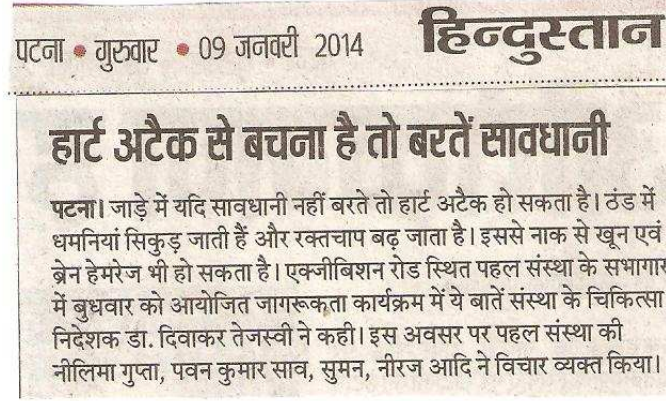 पटना • गुरुवार • 09 जनवरी 2014 हिन्दुस्तान
हार्ट अटैक से बचना है तो बरतें सावधानी
पटना। जाड़े में यदि सावधानी नहीं बरते तो हार्ट अटैक हो सकता है। ठंड में
धमनियां सिकुड़ जाती हैं और रक्तचाप बढ़ जाता है। इससे नाक से खून एवं
ब्रेन हेमरेज भी हो सकता है। एक्जीबिशन रोड स्थित पहल संस्था के सभागार
में बुधवार को आयोजित जागरूकता कार्यक्रम में ये बातें संस्था के चिकित्सा
निदेशक डा. दिवाकर तेजस्वी ने कही। इस अवसर पर पहल संस्था की
नीलिमा गुप्ता, पवन कुमार साव, सुमन, नीरज आदि ने विचार व्यक्त किया।